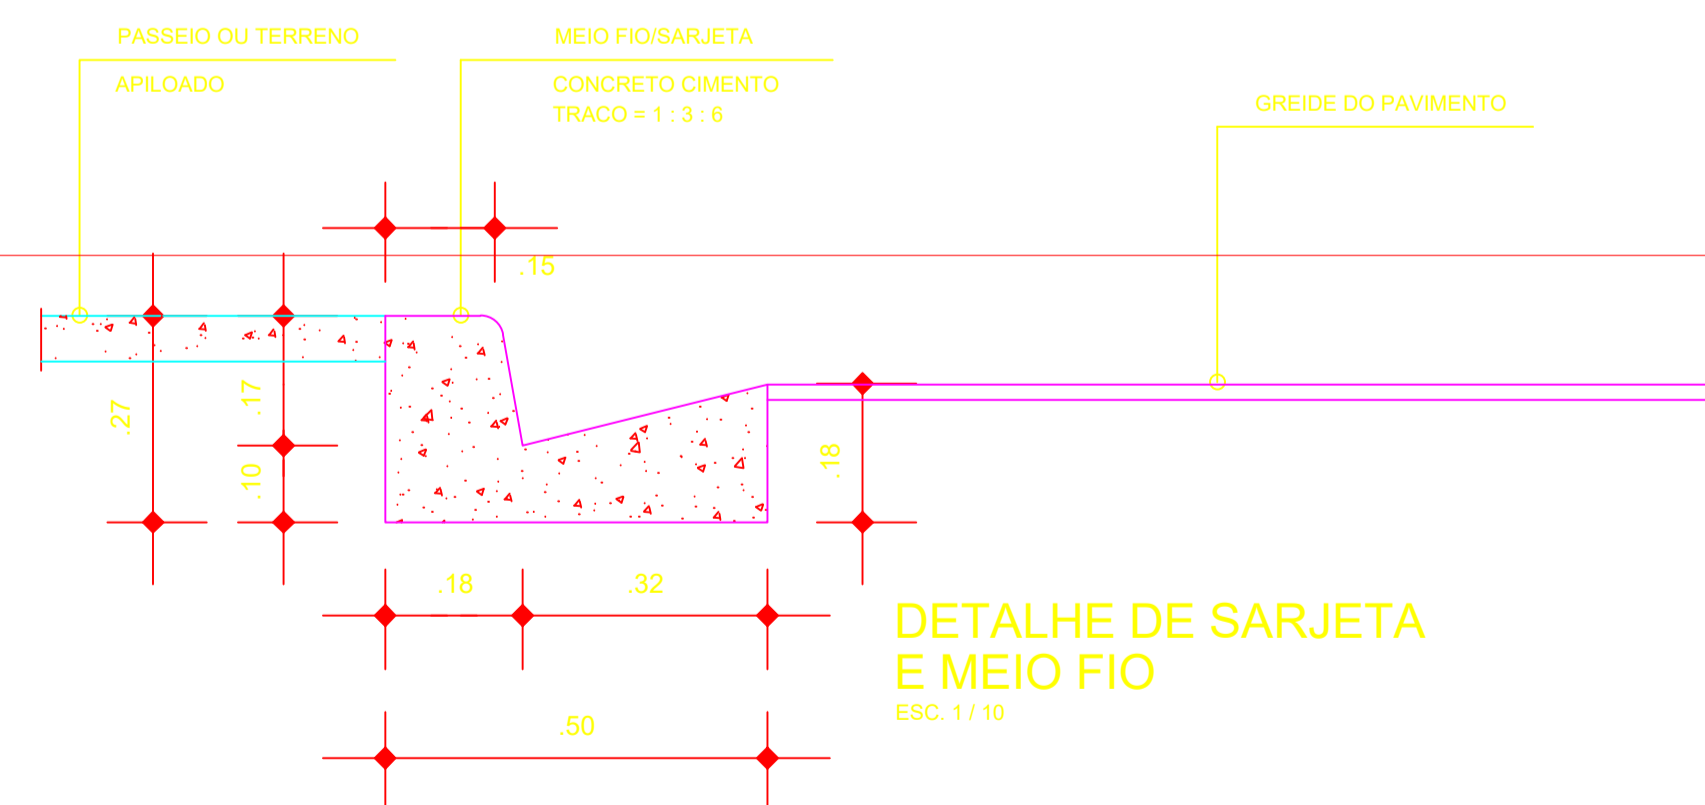 PASSEIO OU TERRENO
APILOADO
MEIO FIO/SARJETA
CONCRETO CIMENTO
TRACO = 1 : 3 : 6
GREIDE DO PAVIMENTO
.15
.27
.17
.10
.18
.18
.32
.50
DETALHE DE SARJETA
E MEIO FIO
ESC. 1 / 10